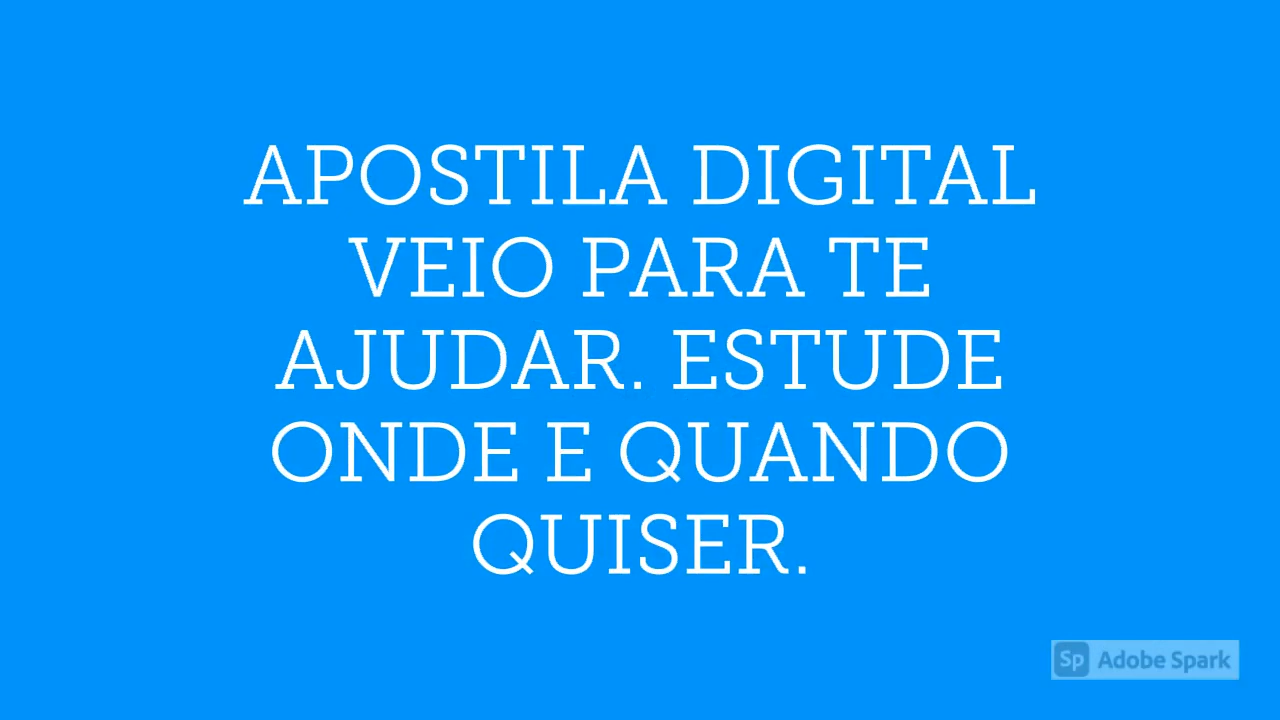 APOSTILA DIGITAL
VEIO PARA TE
AJUDAR. ESTUDE
ONDE E QUANDO
QUISER.
Sp Adobe Spark